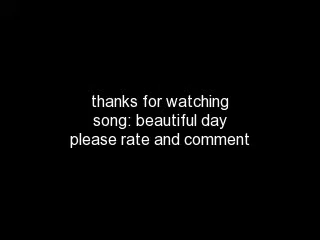 thanks for watching
song: beautiful day
please rate and comment